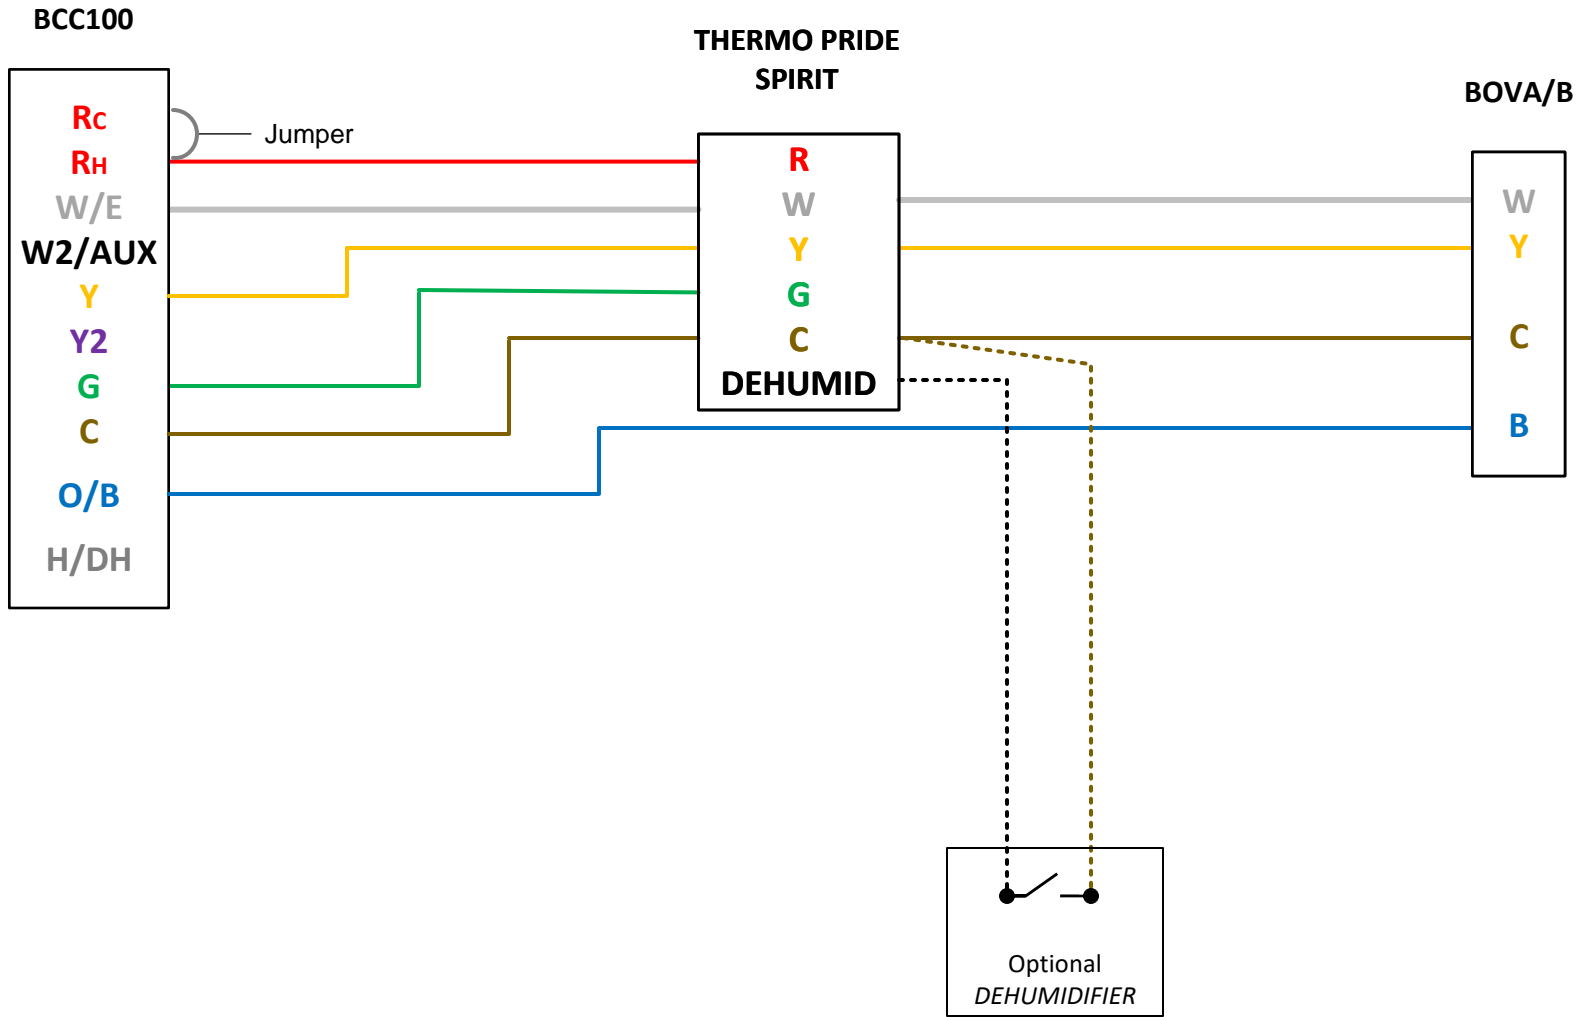 BCC100
Rc
RH
W/E
W2/AUX
Y
Y2
G
C
O/B
H/DH
Jumper
THERMO PRIDE
SPIRIT
R
W
Y
G
C
DEHUMID
BOVA/B
W
Y
C
B
Optional
DEHUMIDIFIER